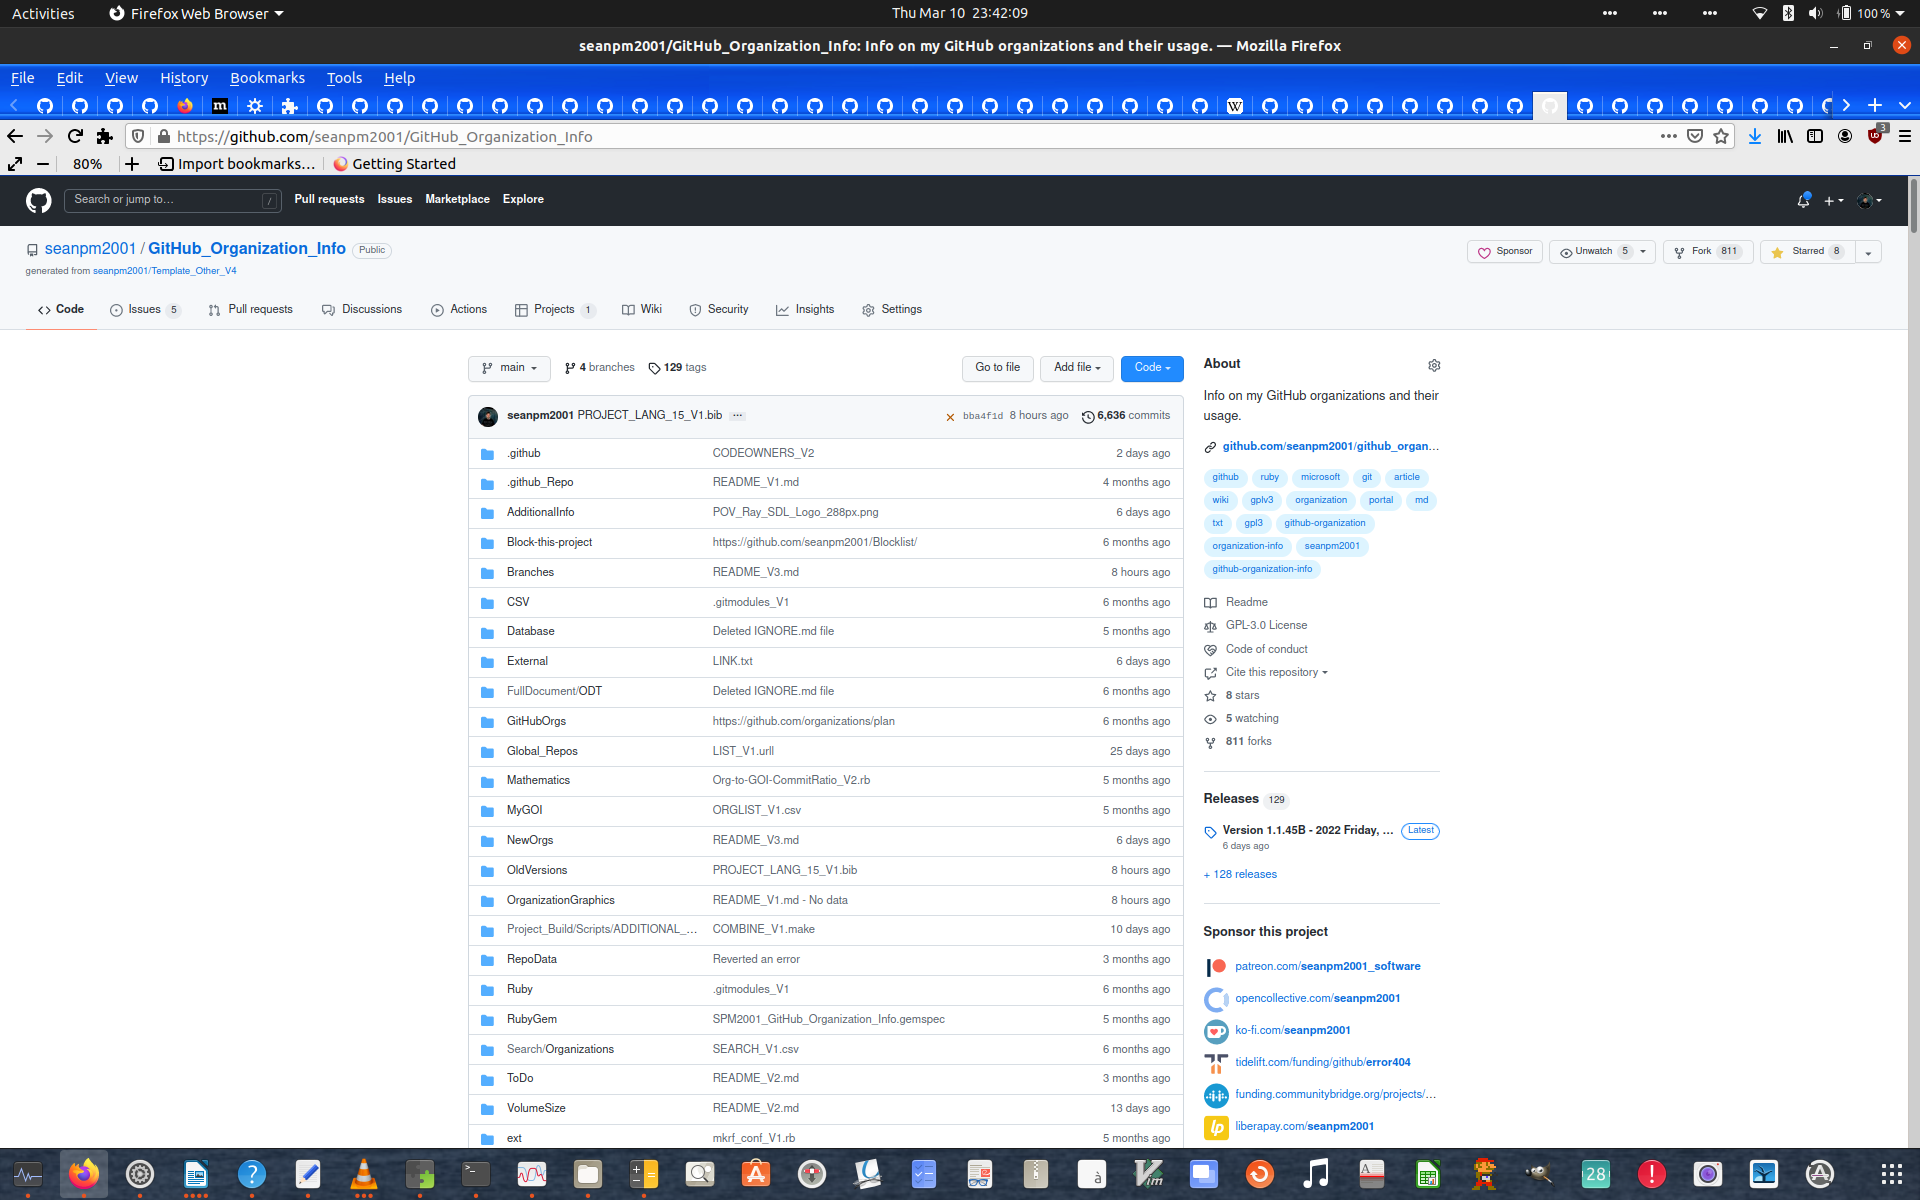 Activities Firefox Web Browser Thu Mar 10 23:42:09 100 %
seanpm2001/GitHub_Organization_Info: Info on my GitHub organizations and their usage. — Mozilla Firefox
File Edit View History Bookmarks Tools Help
https://github.com/seanpm2001/GitHub_Organization_Info 3
80% Import bookmarks... Getting Started
Search or jump to... / Pull requests Issues Marketplace Explore
seanpm2001 / GitHub_Organization_Info Public Sponsor Unwatch 5 Fork 811 Starred 8
generated from seanpm2001/Template_Other_V4
Code Issues 5 Pull requests Discussions Actions Projects 1 Wiki Security Insights Settings
main 4 branches 129 tags Go to file Add file Code
seanpm2001 PROJECT_LANG_15_V1.bib ... bba4f1d 8 hours ago 6,636 commits
.github CODEOWNERS_V2 2 days ago
.github_Repo README_V1.md 4 months ago
AdditionalInfo POV_Ray_SDL_Logo_288px.png 6 days ago
Block-this-project https://github.com/seanpm2001/Blocklist/ 6 months ago
Branches README_V3.md 8 hours ago
CSV .gitmodules_V1 6 months ago
Database Deleted IGNORE.md file 5 months ago
External LINK.txt 6 days ago
FullDocument/ODT Deleted IGNORE.md file 6 months ago
GitHubOrgs https://github.com/organizations/plan 6 months ago
Global_Repos LIST_V1.urll 25 days ago
Mathematics Org-to-GOI-CommitRatio_V2.rb 5 months ago
MyGOI ORGLIST_V1.csv 5 months ago
NewOrgs README_V3.md 6 days ago
OldVersions PROJECT_LANG_15_V1.bib 8 hours ago
OrganizationGraphics README_V1.md - No data 8 hours ago
Project_Build/Scripts/ADDITIONAL_... COMBINE_V1.make 10 days ago
RepoData Reverted an error 3 months ago
Ruby .gitmodules_V1 6 months ago
RubyGem SPM2001_GitHub_Organization_Info.gemspec 5 months ago
Search/Organizations SEARCH_V1.csv 6 months ago
ToDo README_V2.md 3 months ago
VolumeSize README_V2.md 13 days ago
ext mkrf_conf_V1.rb 5 months ago
About
Info on my GitHub organizations and their
usage.
github.com/seanpm2001/github_organ...
github ruby microsoft git article
wiki gplv3 organization portal md
txt gpl3 github-organization
organization-info seanpm2001
github-organization-info
Readme
GPL-3.0 License
Code of conduct
Cite this repository
8 stars
5 watching
811 forks
Releases 129
Version 1.1.45B - 2022 Friday, ... Latest
6 days ago
+ 128 releases
Sponsor this project
patreon.com/seanpm2001_software
opencollective.com/seanpm2001
ko-fi.com/seanpm2001
tidelift.com/funding/github/error404
funding.communitybridge.org/projects/...
liberapay.com/seanpm2001
28